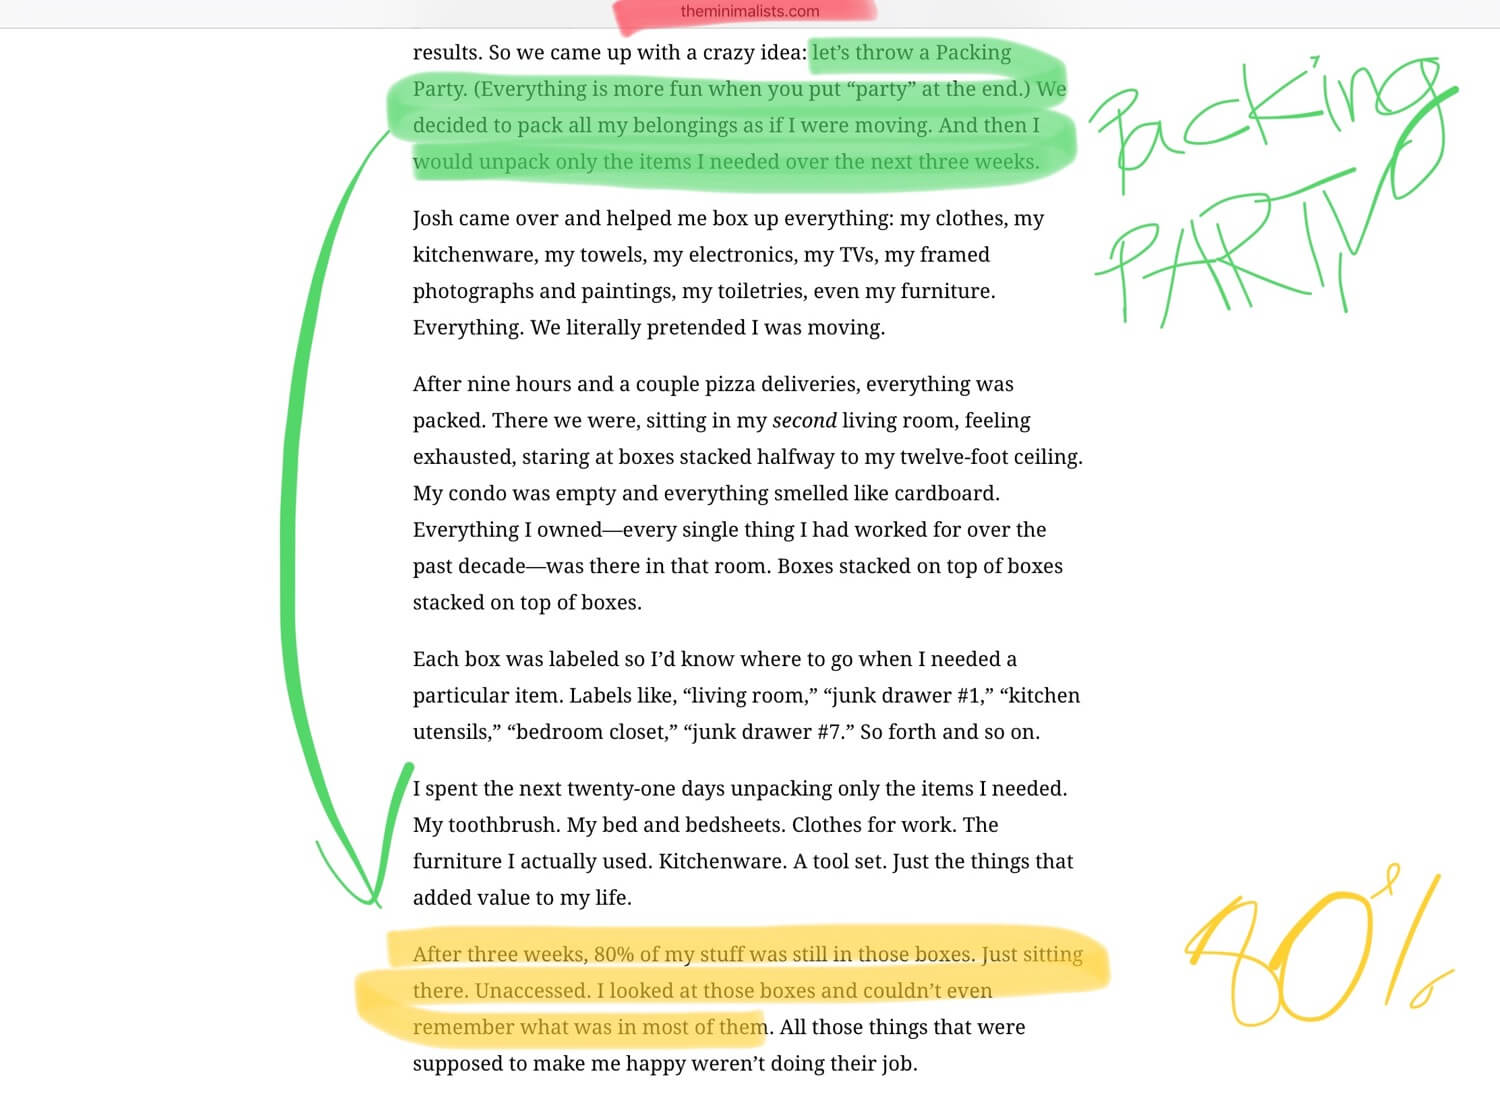 theminimalists.com
results. So we came up with a crazy idea: let’s throw a Packing
Party. (Everything is more fun when you put “party” at the end.) We
decided to pack all my belongings as if I were moving. And then I
would unpack only the items I needed over the next three weeks.
Packing
PARTY
Josh came over and helped me box up everything: my clothes, my
kitchenware, my towels, my electronics, my TVs, my framed
photographs and paintings, my toiletries, even my furniture.
Everything. We literally pretended I was moving.
After nine hours and a couple pizza deliveries, everything was
packed. There we were, sitting in my second living room, feeling
exhausted, staring at boxes stacked halfway to my twelve-foot ceiling.
My condo was empty and everything smelled like cardboard.
Everything I owned—every single thing I had worked for over the
past decade—was there in that room. Boxes stacked on top of boxes
stacked on top of boxes.
Each box was labeled so I’d know where to go when I needed a
particular item. Labels like, “living room,” “junk drawer #1,” “kitchen
utensils,” “bedroom closet,” “junk drawer #7.” So forth and so on.
I spent the next twenty-one days unpacking only the items I needed.
My toothbrush. My bed and bedsheets. Clothes for work. The
furniture I actually used. Kitchenware. A tool set. Just the things that
added value to my life.
After three weeks, 80% of my stuff was still in those boxes. Just sitting
there. Unaccessed. I looked at those boxes and couldn’t even
remember what was in most of them. All those things that were
supposed to make me happy weren’t doing their job.
80%